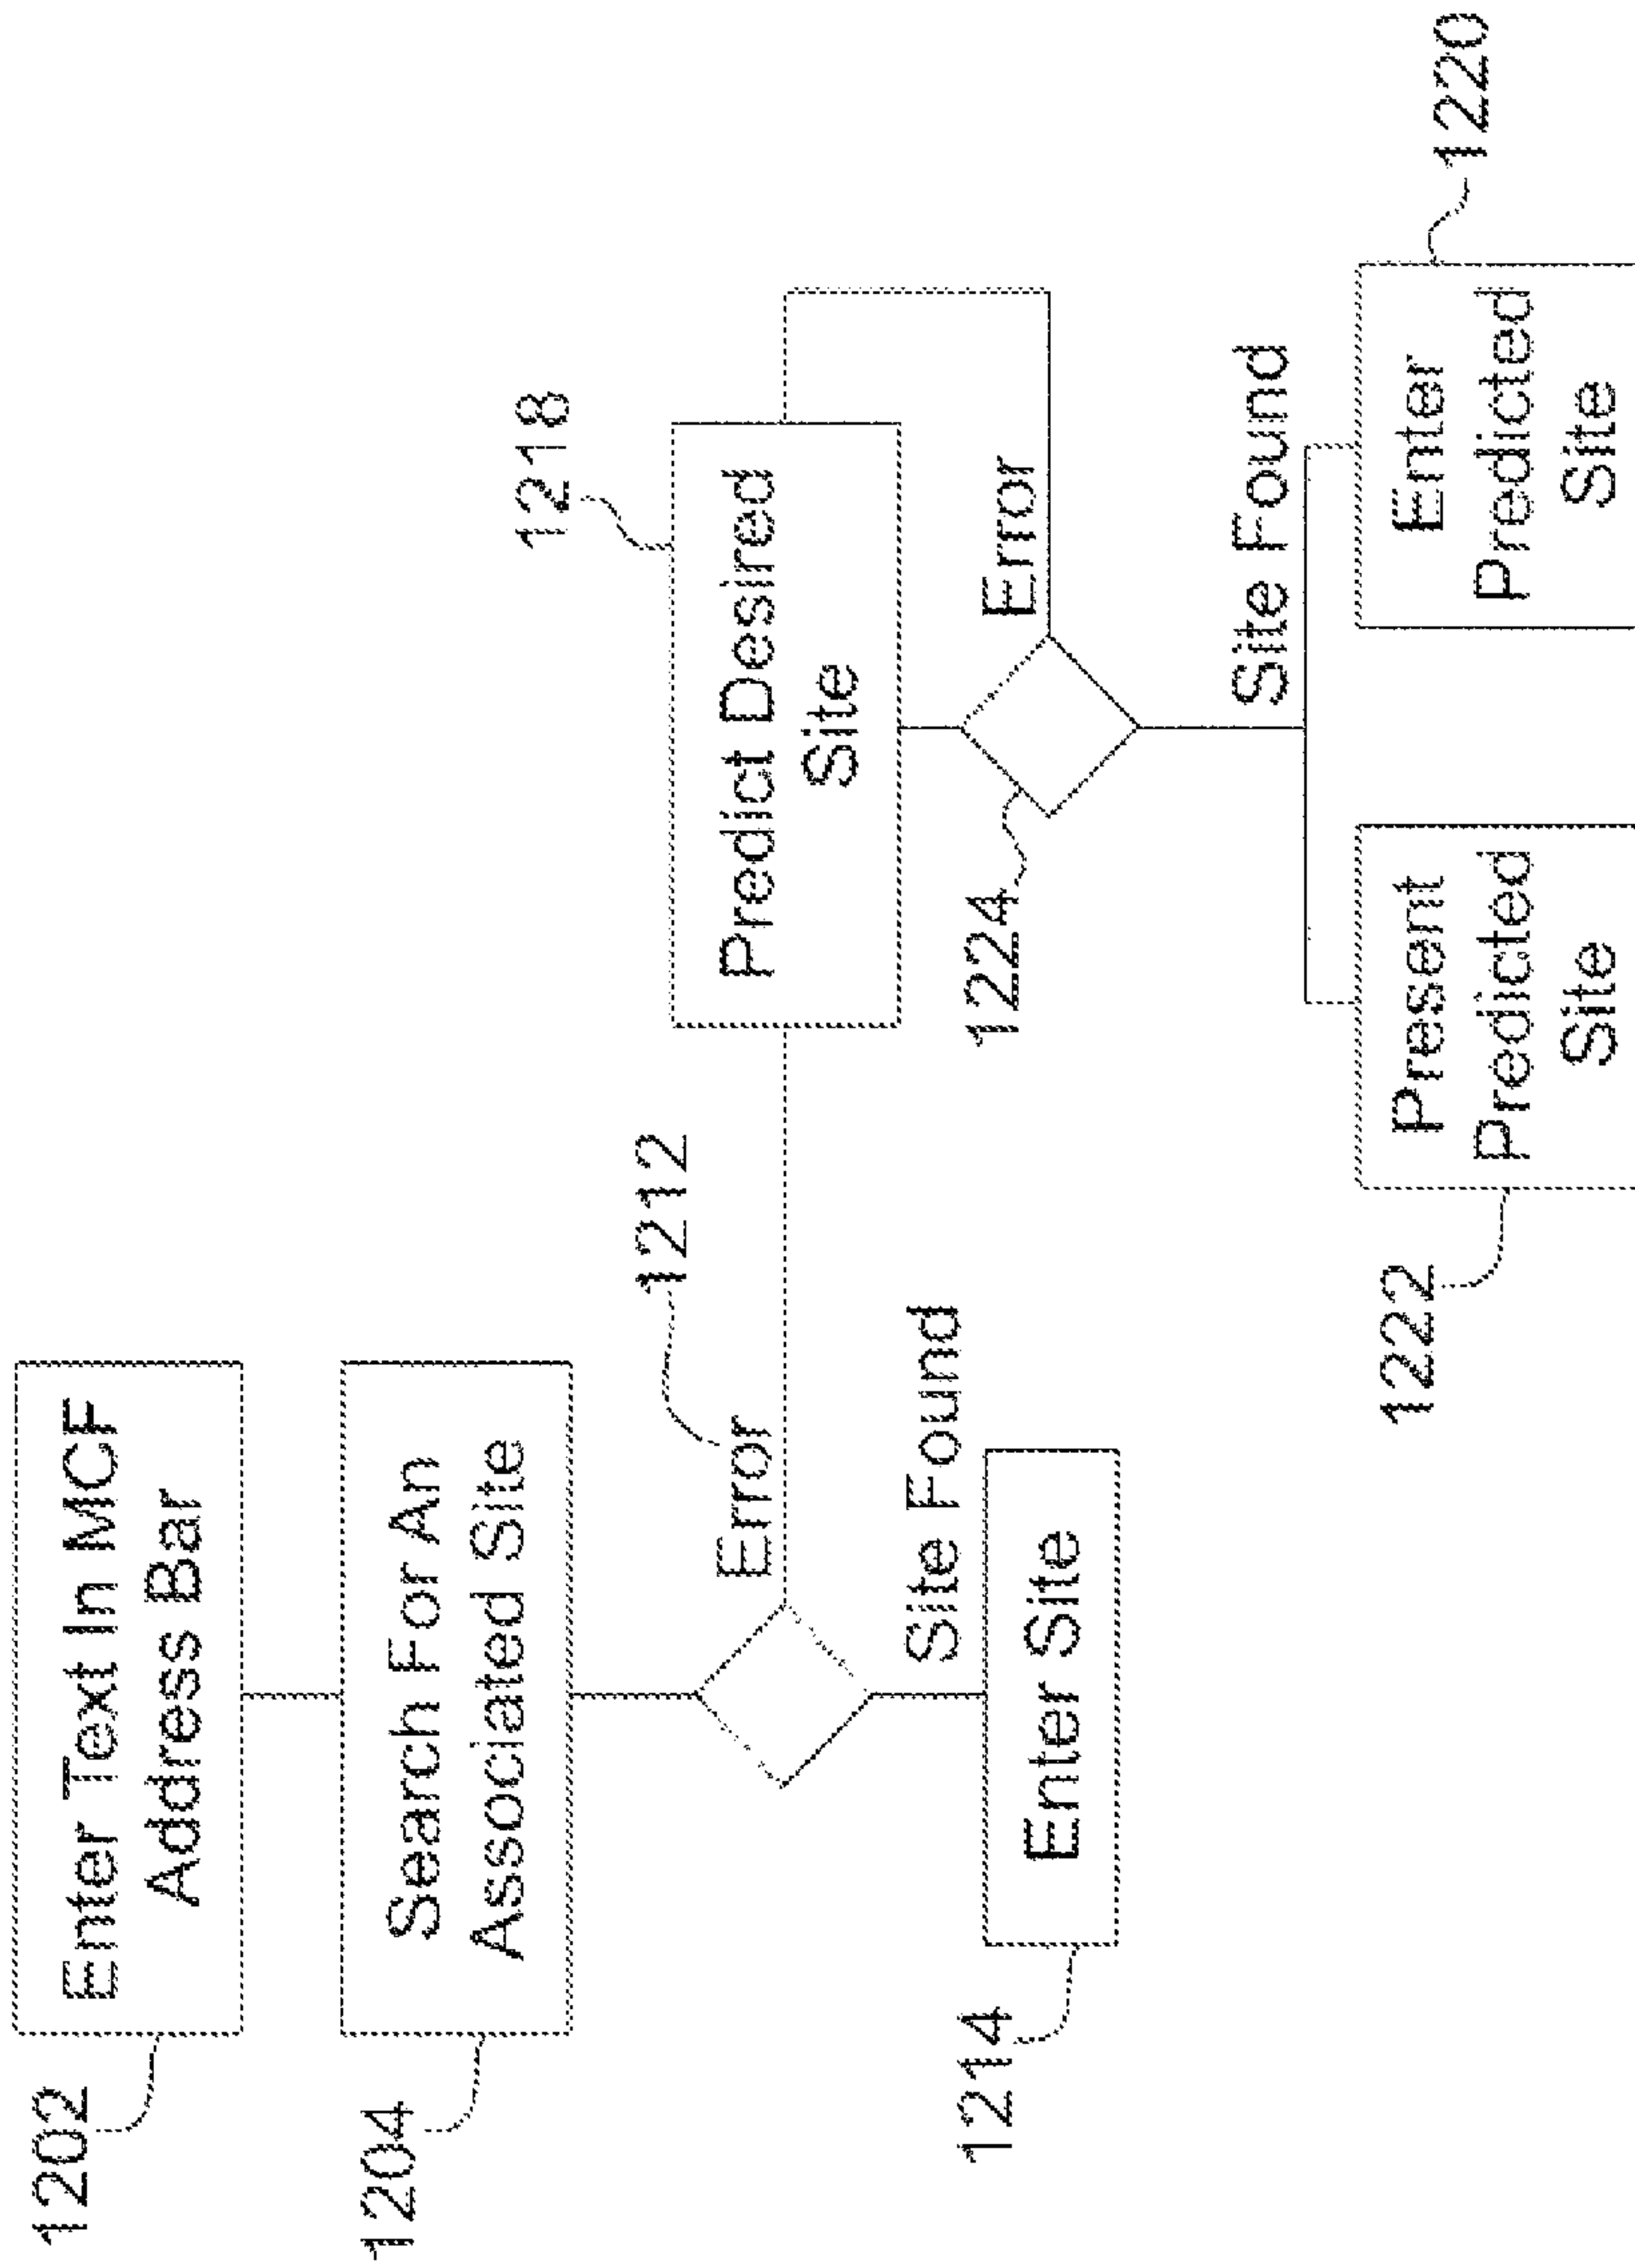 1202
Enter Text In MCF
Address Bar
1204
Search For An
Associated Site
Error
1212
Site Found
1214
Enter Site
1218
Predict Desired
Site
1224
Error
Site Found
1222
Present
Predicted
Site
Enter
Predicted
Site
1220